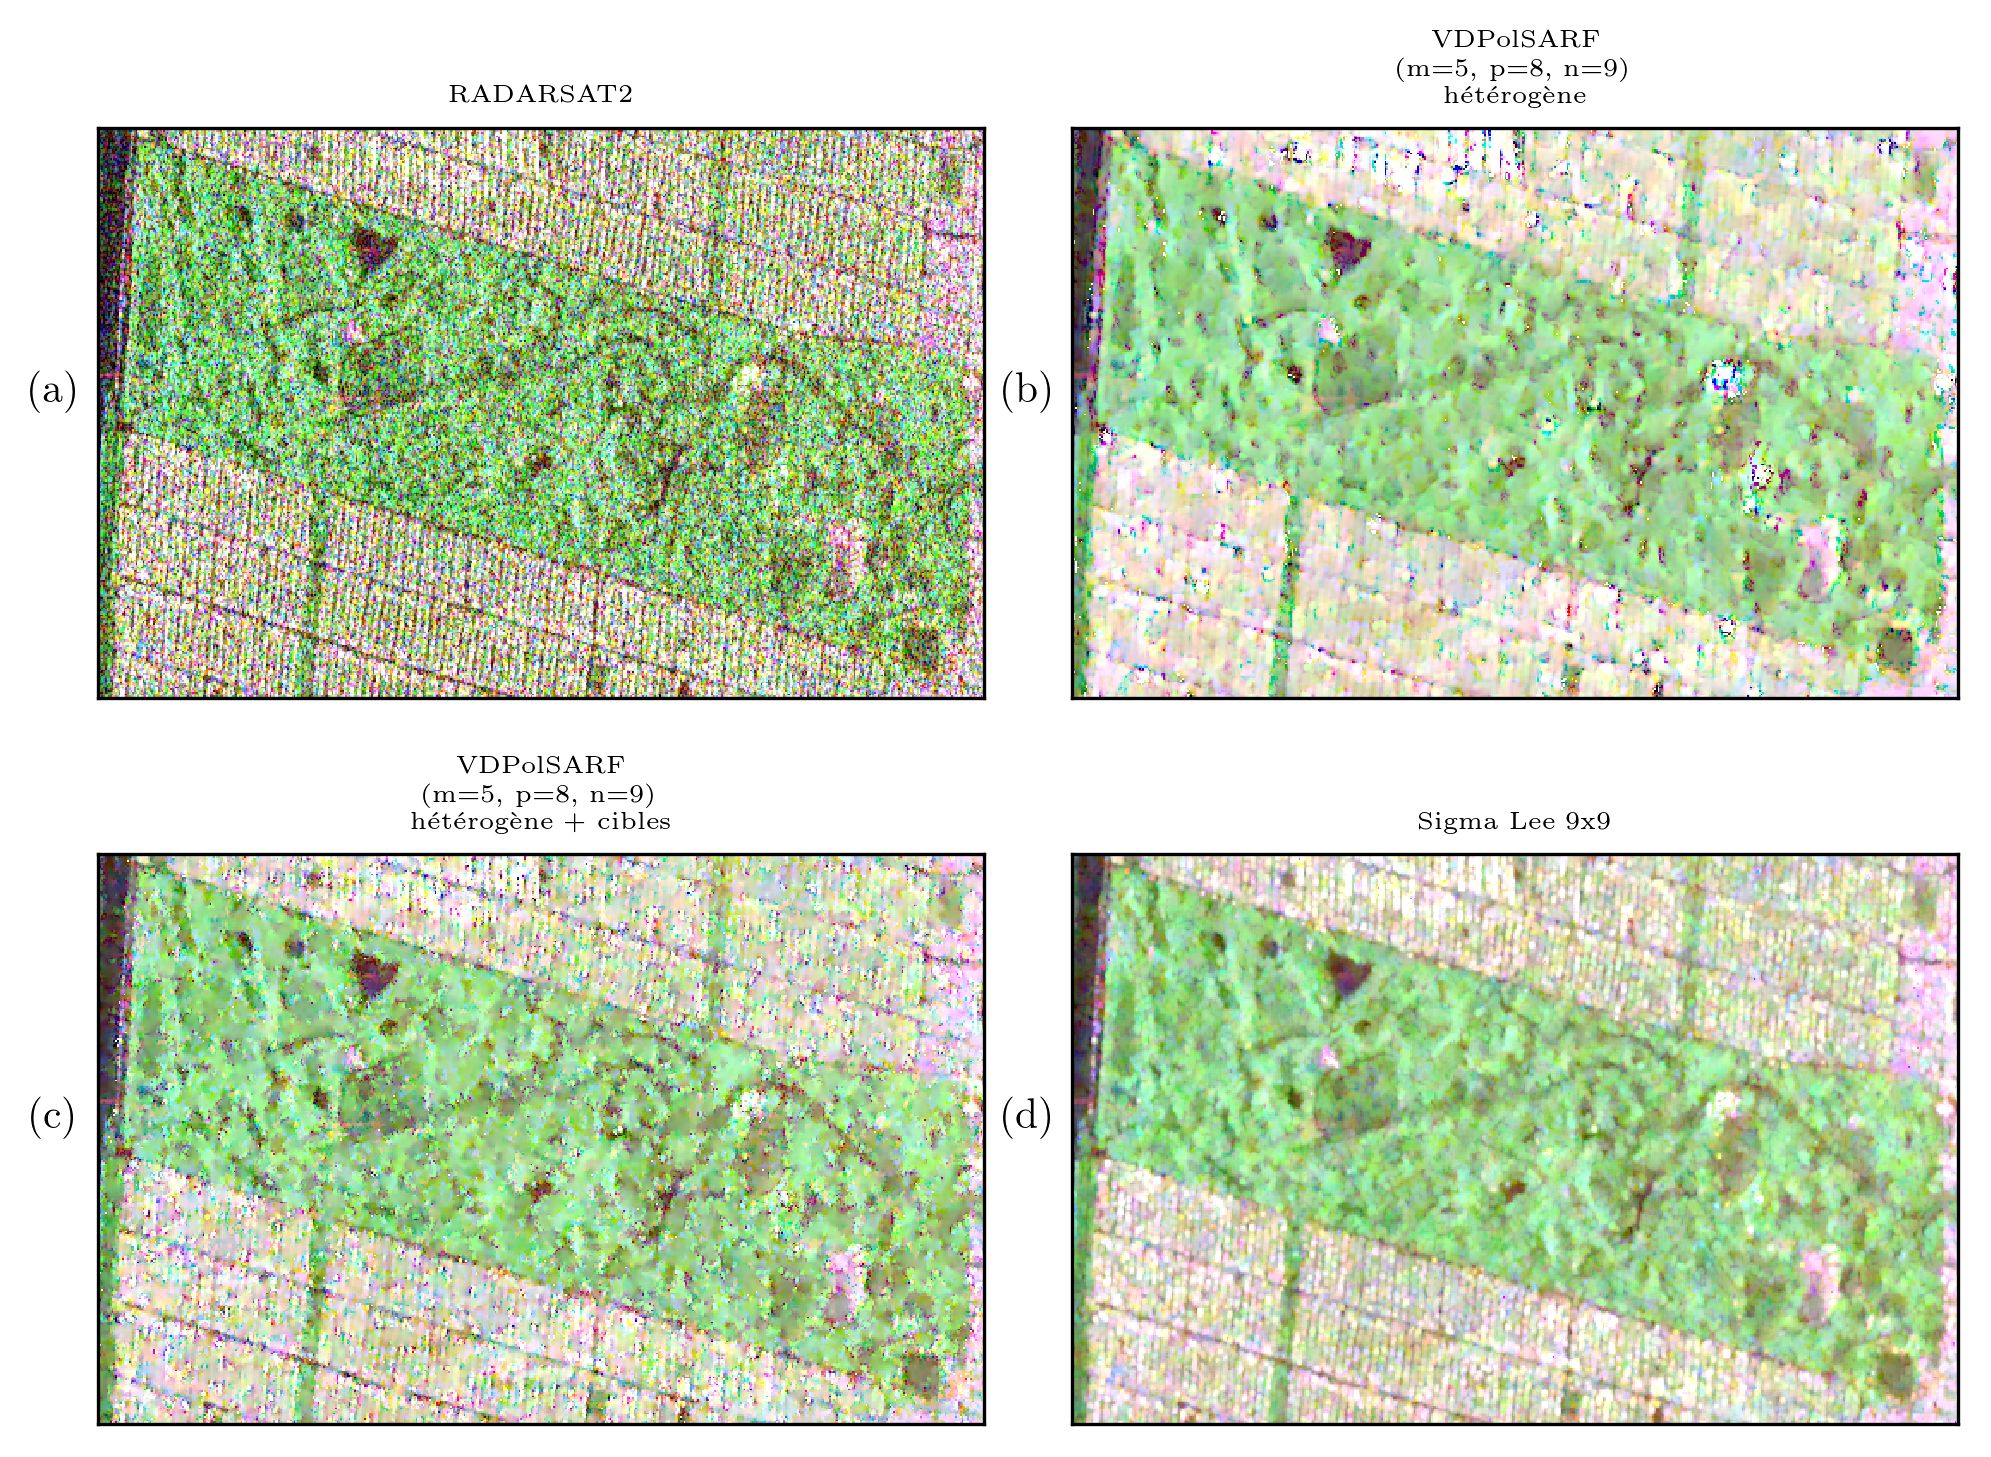 RADARSAT2
VDPolSARF
(m=5, p=8, n=9)
hétérogène
(a)
(b)
VDPolSARF
(m=5, p=8, n=9)
hétérogène + cibles
Sigma Lee 9x9
(c)
(d)